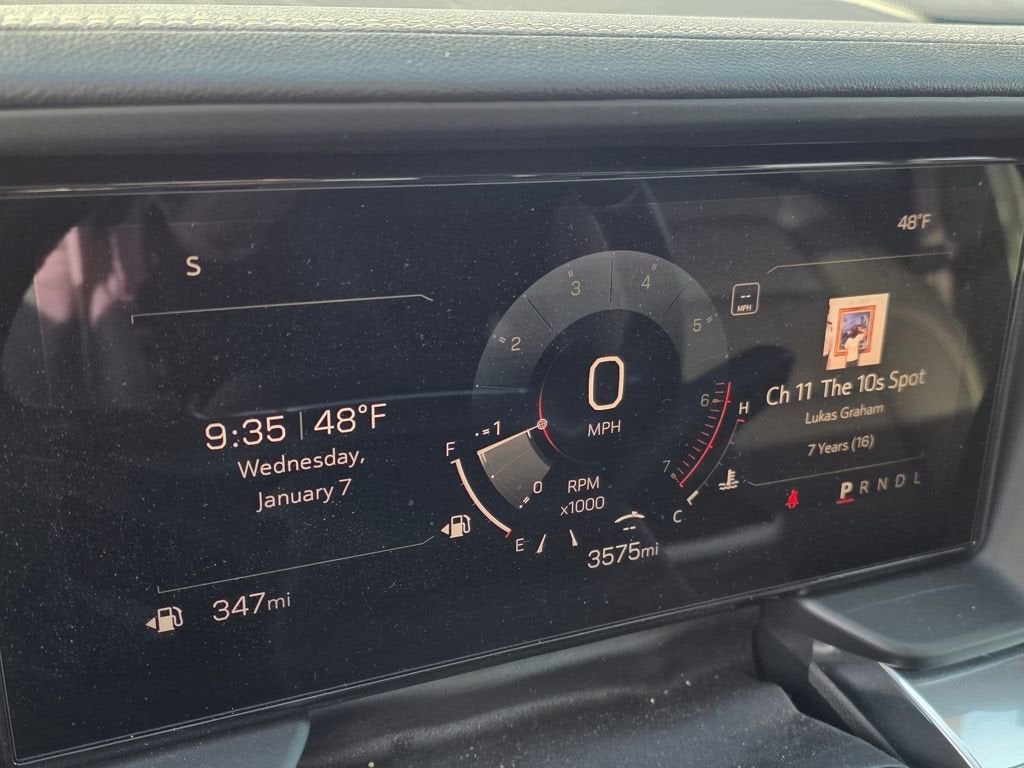 S
9:35 | 48°F
Wednesday,
January 7
347mi
F
E
0
1
2
3
4
5
6
7
0
MPH
RPM
x1000
3575mi
H
C
--
MPH
48°F
Ch 11 The 10s Spot
Lukas Graham
7 Years (16)
P R N D L